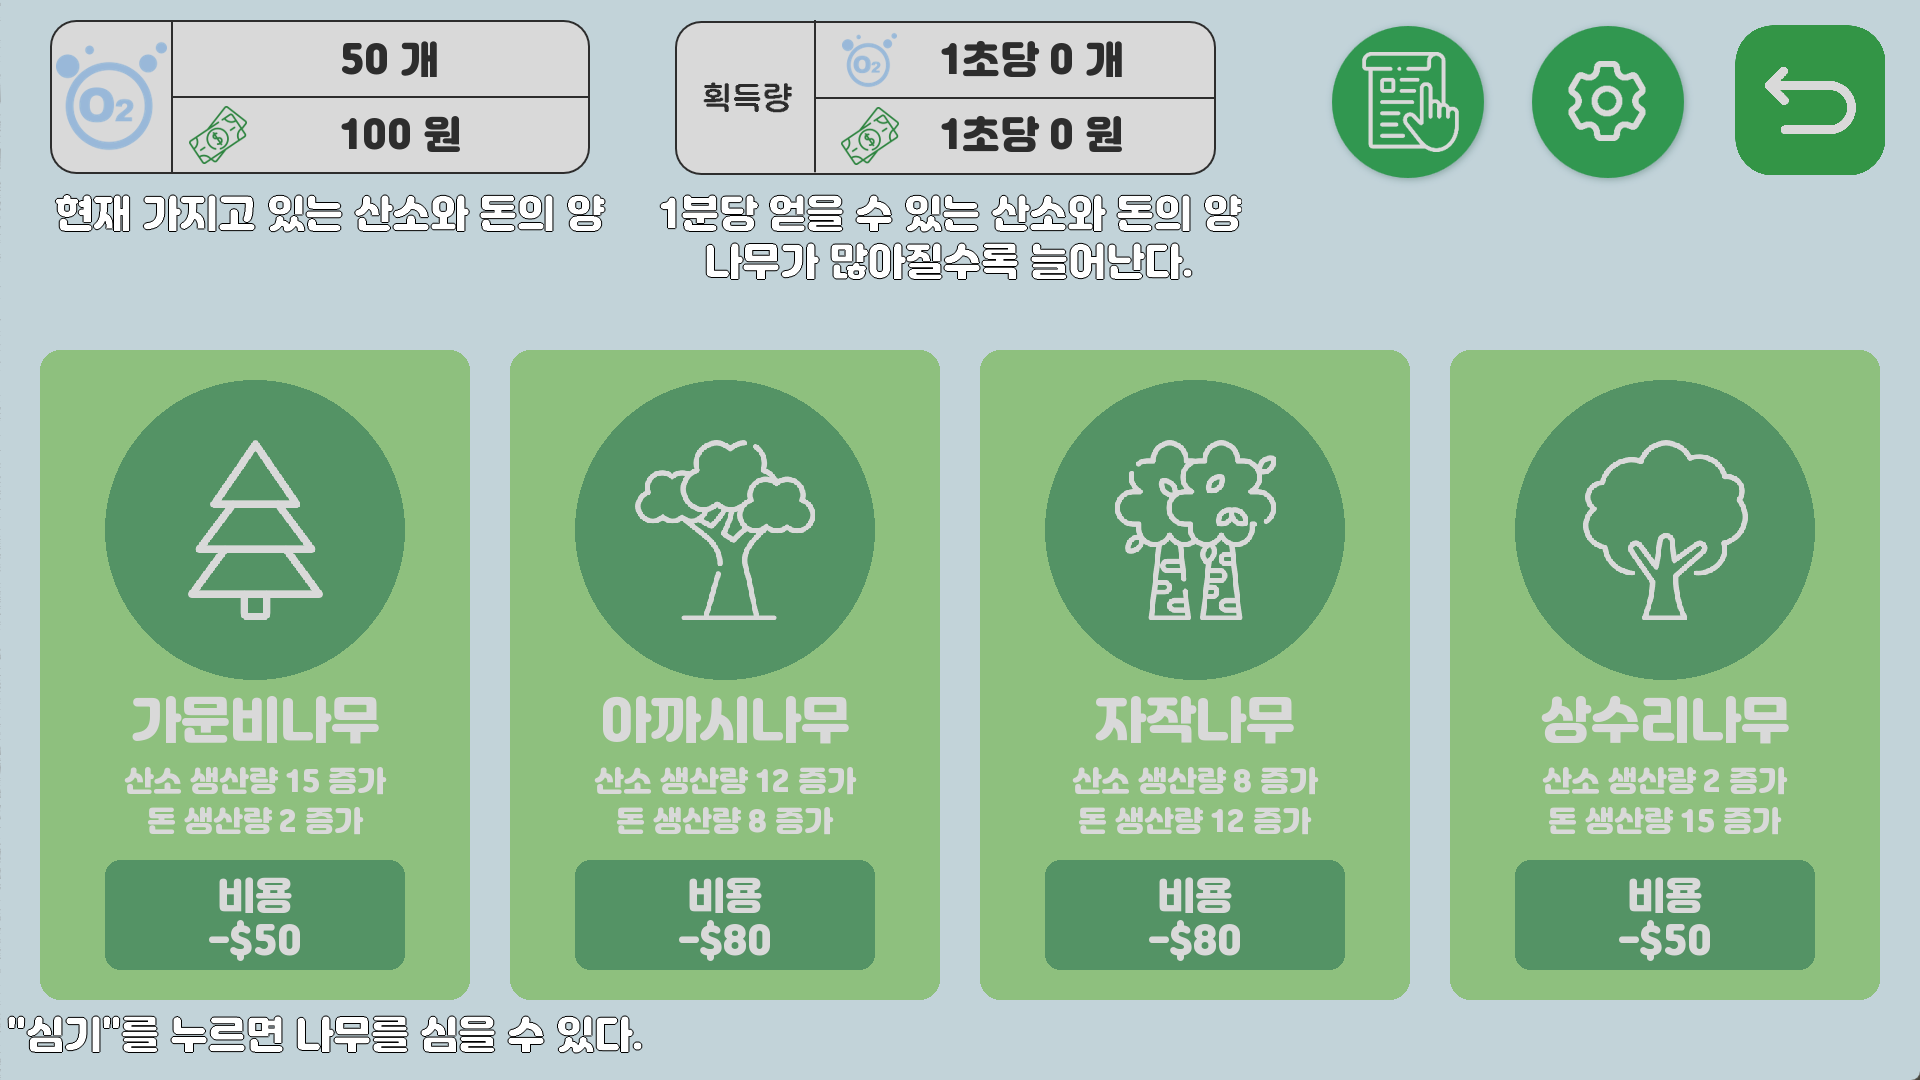 O2
50 개
100 원
획득량
O2
1초당 0 개
1초당 0 원
현재 가지고 있는 산소와 돈의 양
1분당 얻을 수 있는 산소와 돈의 양
나무가 많아질수록 늘어난다.
가문비나무
산소 생산량 15 증가
돈 생산량 2 증가
비용
-$50
아까시나무
산소 생산량 12 증가
돈 생산량 8 증가
비용
-$80
자작나무
산소 생산량 8 증가
돈 생산량 12 증가
비용
-$80
상수리나무
산소 생산량 2 증가
돈 생산량 15 증가
비용
-$50
"심기"를 누르면 나무를 심을 수 있다.